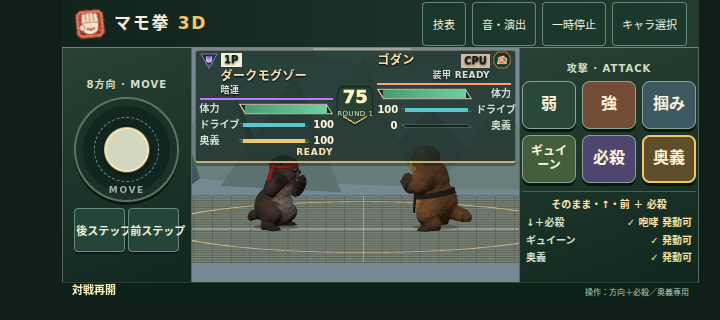 マモ拳 3D
技表
音・演出
一時停止
キャラ選択
8方向・MOVE
MOVE
後ステップ
前ステップ
対戦再開
1P
ダークモグゾー
暗運
体力
ドライブ 100
奥義 100
READY
75
ROUND 1
ゴダン
CPU
装甲 READY
体力
100 ドライブ
0 奥義
攻撃・ATTACK
弱
強
掴み
ギュイーン
必殺
奥義
そのまま・↑・前 ＋ 必殺
↓＋必殺 ✓ 咆哮 発動可
ギュイーン ✓ 発動可
奥義 ✓ 発動可
操作：方向＋必殺／奥義専用